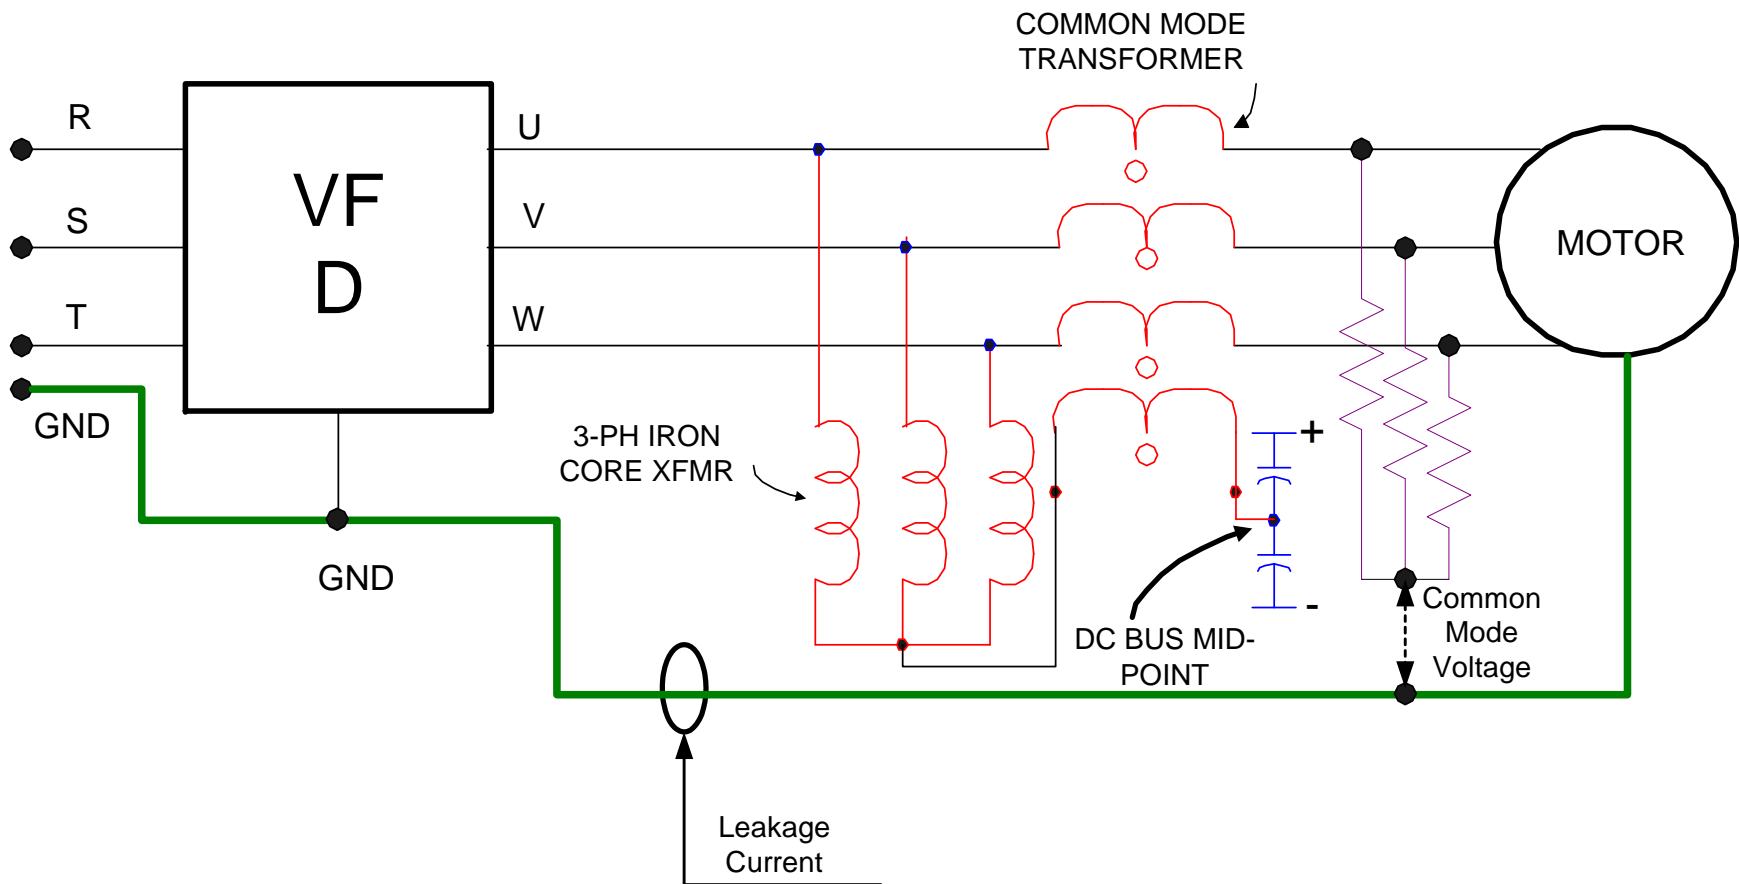 COMMON MODE
TRANSFORMER
R
U
VF
D
S
V
MOTOR
T
W
GND
3-PH IRON
CORE XFMR
+
-
GND
Common
Mode
Voltage
DC BUS MID-
POINT
Leakage
Current